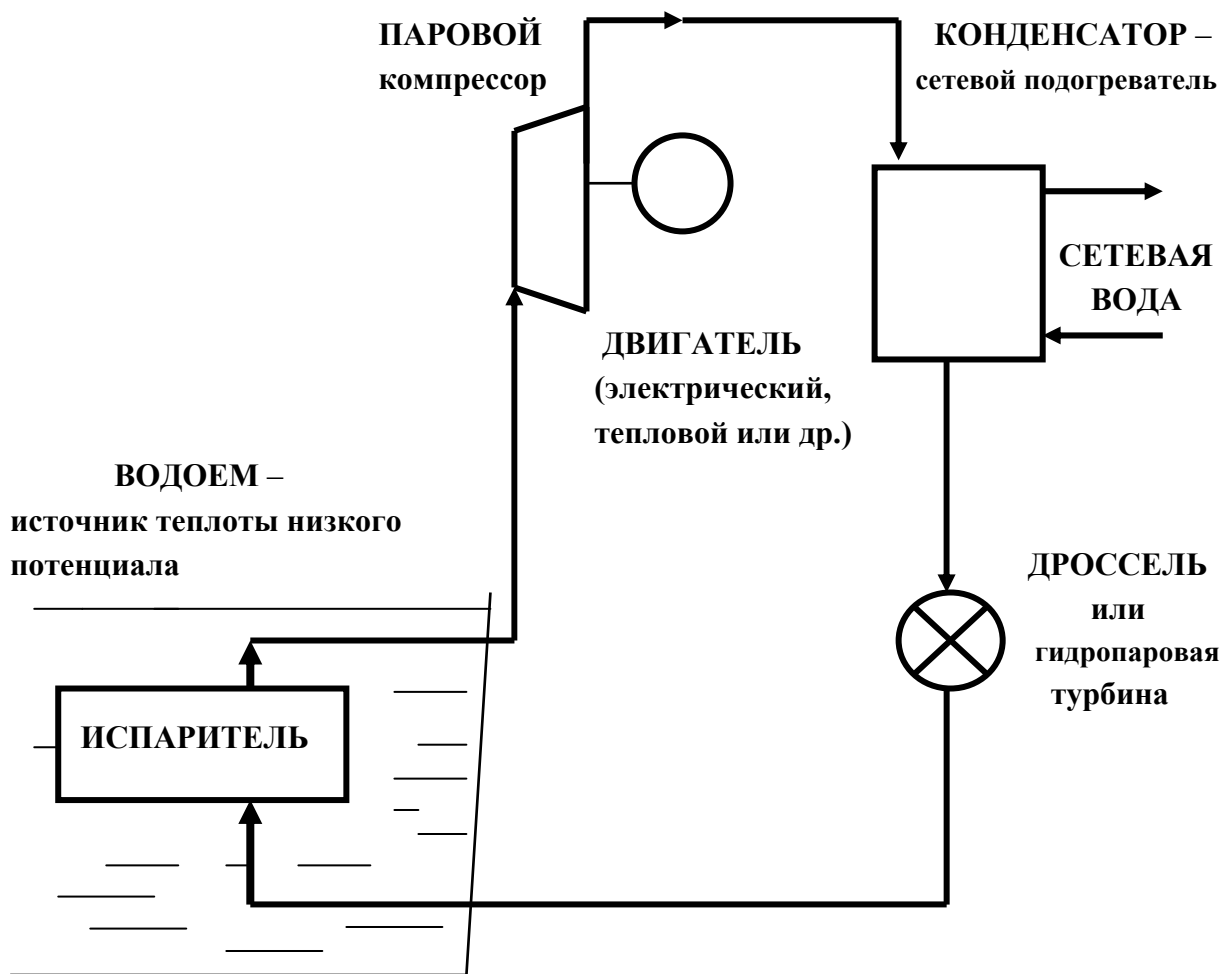 ПАРОВОЙ
компрессор
КОНДЕНСАТОР –
сетевой подогреватель
СЕТЕВАЯ
ВОДА
ДВИГАТЕЛЬ
(электрический,
тепловой или др.)
ВОДОЕМ –
источник теплоты низкого
потенциала
ДРОССЕЛЬ
или
гидропаровая
турбина
ИСПАРИТЕЛЬ